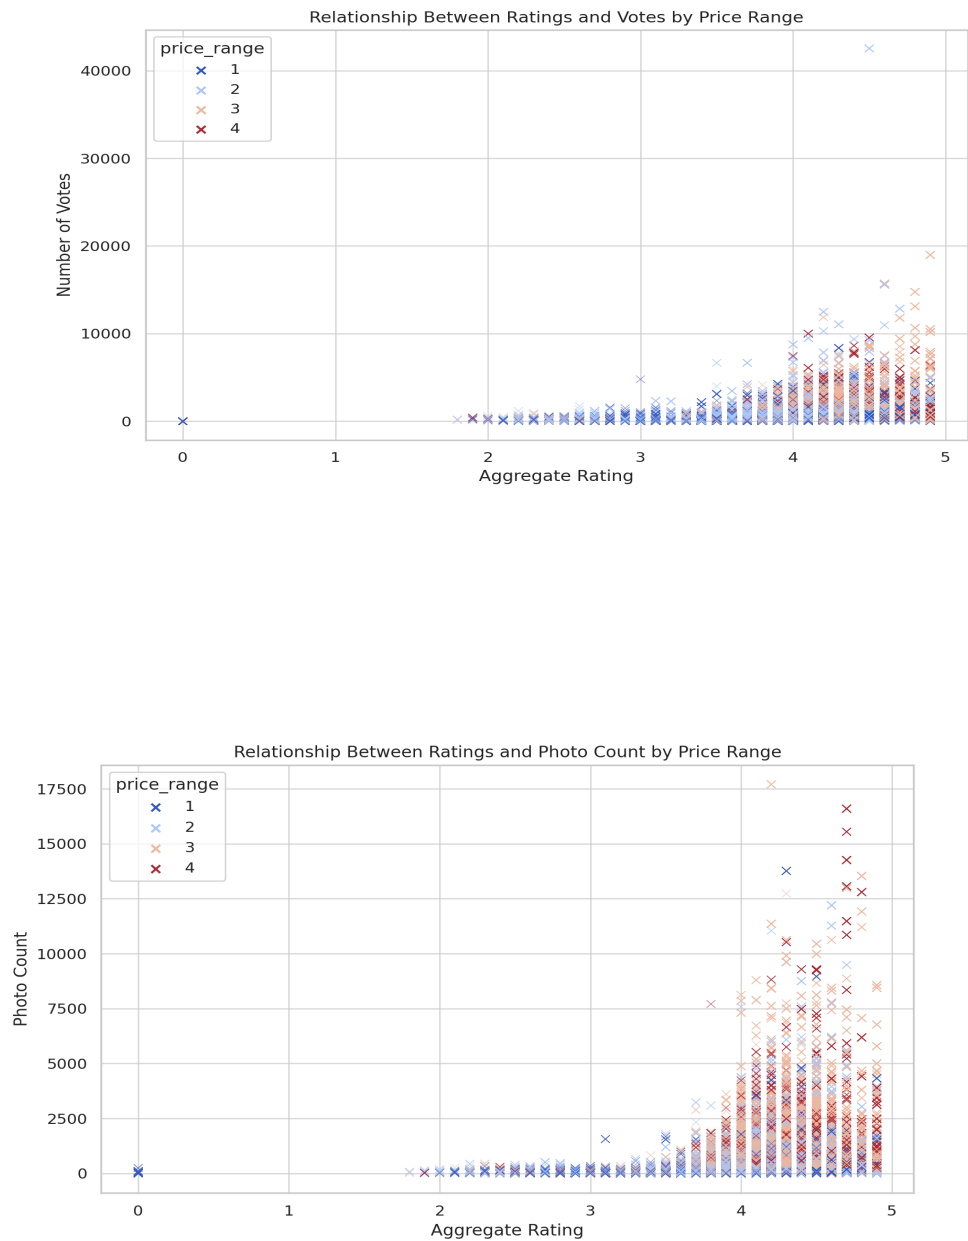 Relationship Between Ratings and Votes by Price Range
price_range
1
2
3
4
40000
30000
20000
10000
0
Number of Votes
0 1 2 3 4 5
Aggregate Rating
Relationship Between Ratings and Photo Count by Price Range
price_range
1
2
3
4
17500
15000
12500
10000
7500
5000
2500
0
Photo Count
0 1 2 3 4 5
Aggregate Rating